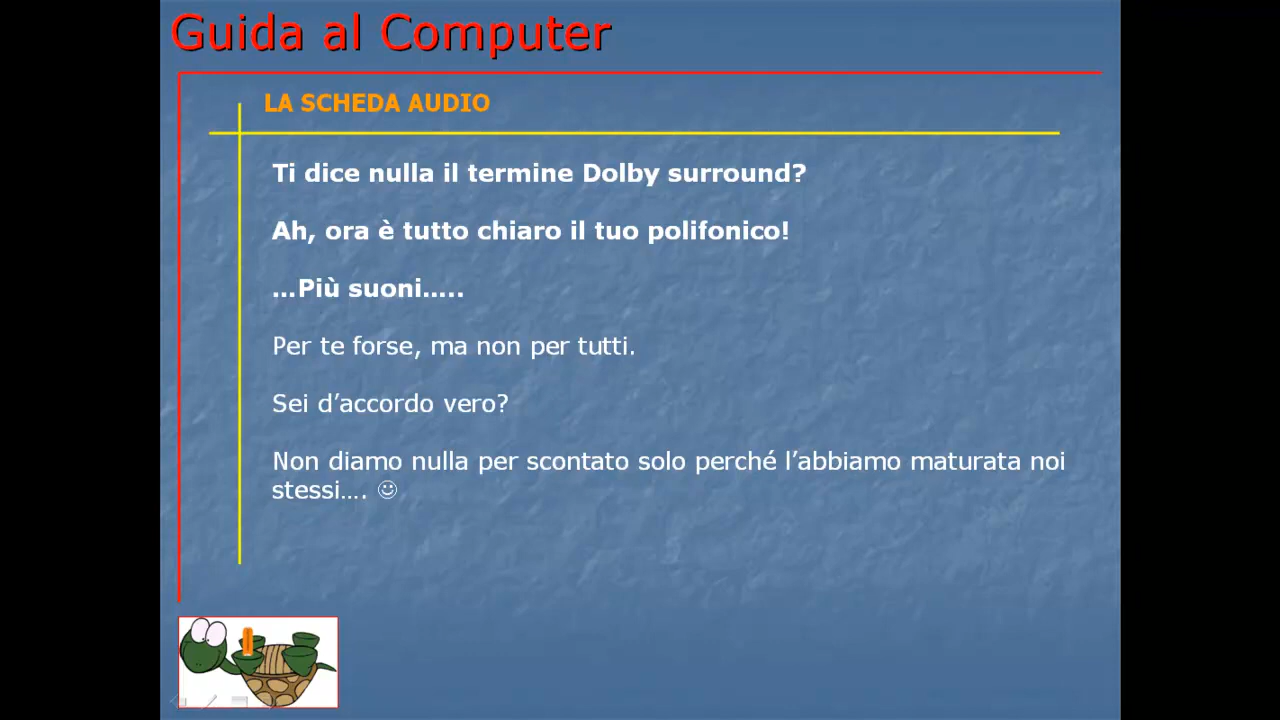 Guida al Computer
LA SCHEDA AUDIO
Ti dice nulla il termine Dolby surround?
Ah, ora è tutto chiaro il tuo polifonico!
…Più suoni…..
Per te forse, ma non per tutti.
Sei d’accordo vero?
Non diamo nulla per scontato solo perché l’abbiamo maturata noi
stessi…. ☺